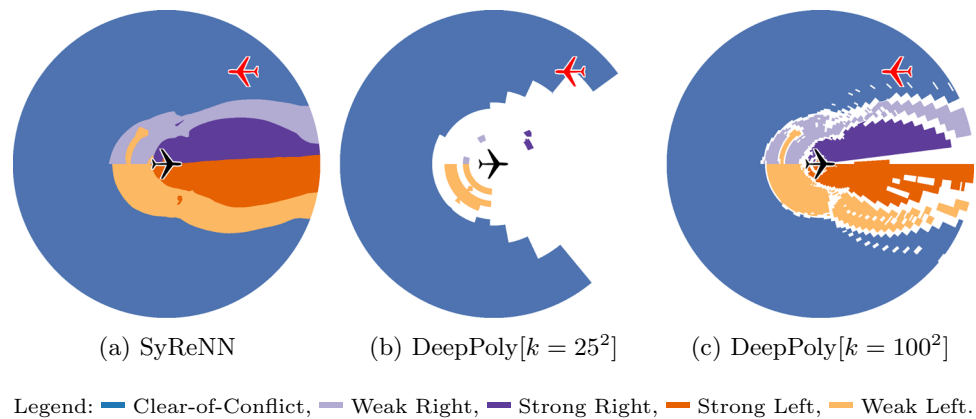 (a) SyReNN
(b) DeepPoly[k = 25²]
(c) DeepPoly[k = 100²]
Legend: Clear-of-Conflict, Weak Right, Strong Right, Strong Left, Weak Left.